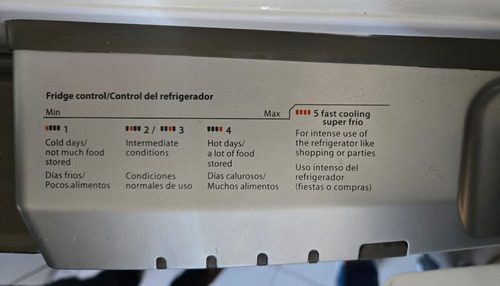 Fridge control/Control del refrigerador
Min Max
1
Cold days/
not much food
stored
Días frios/
Pocos alimentos
2 / 3
Intermediate
conditions
Condiciones
normales de uso
4
Hot days/
a lot of food
stored
Días calurosos/
Muchos alimentos
5 fast cooling
super frío
For intense use of
the refrigerator like
shopping or parties
Uso intenso del
refrigerador
(fiestas o compras)